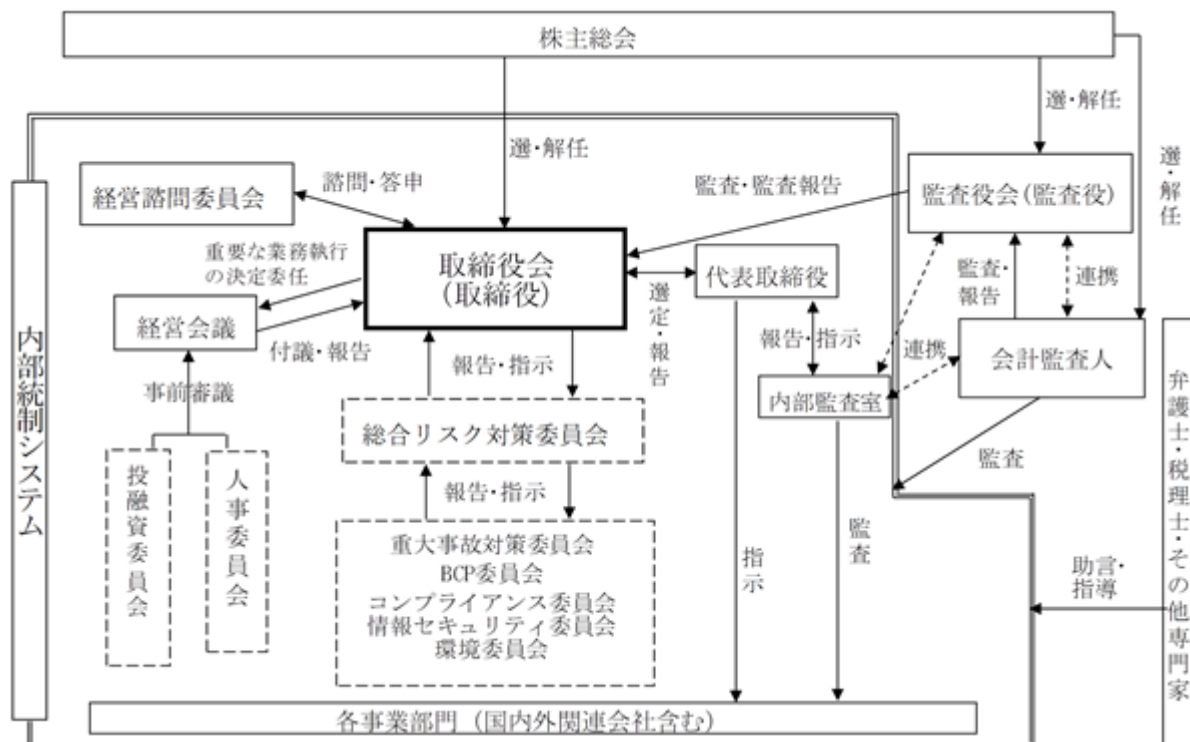 株主総会
選・解任
選・解任
選・解任
経営諮問委員会
諮問・答申
監査・監査報告
監査役会(監査役)
重要な業務執行
の決定委任
取締役会
(取締役)
代表取締役
選定・報告
監査・
報告
連携
経営会議
付議・報告
報告・指示
報告・指示
連携
会計監査人
内部統制システム
事前審議
内部監査室
総合リスク対策委員会
監査
投融資委員会
人事委員会
報告・指示
重大事故対策委員会
BCP委員会
コンプライアンス委員会
情報セキュリティ委員会
環境委員会
指示
監査
助言・
指導
弁護士・税理士・その他専門家
各事業部門（国内外関連会社含む）